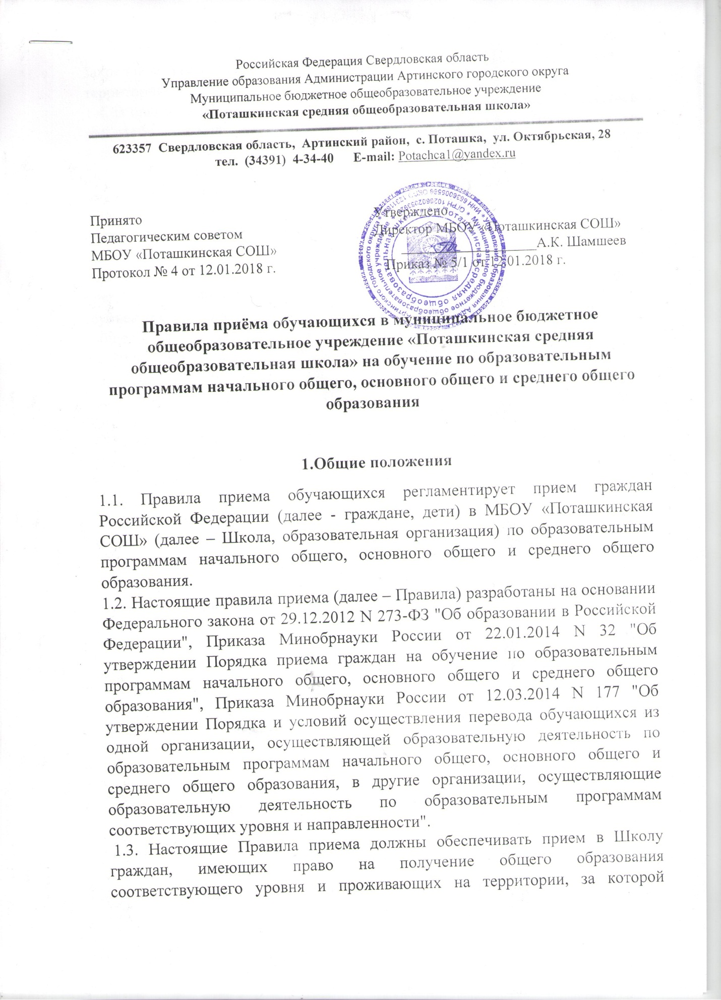 Российская Федерация Свердловская область
Управление образования Администрации Артинского городского округа
Муниципальное бюджетное общеобразовательное учреждение
«Поташкинская средняя общеобразовательная школа»
623357 Свердловская область, Артинский район, с. Поташка, ул. Октябрьская, 28
тел. (34391) 4-34-40 E-mail: Potachca1@yandex.ru
Принято
Педагогическим советом
МБОУ «Поташкинская СОШ»
Протокол № 4 от 12.01.2018 г.
Утверждено
Директор МБОУ «Поташкинская СОШ»
____________________А.К. Шамшеев
Приказ № 5/1 от 12.01.2018 г.
Правила приёма обучающихся в муниципальное бюджетное
общеобразовательное учреждение «Поташкинская средняя
общеобразовательная школа» на обучение по образовательным
программам начального общего, основного общего и среднего общего
образования
1.Общие положения
1.1. Правила приема обучающихся регламентирует прием граждан
Российской Федерации (далее - граждане, дети) в МБОУ «Поташкинская
СОШ» (далее – Школа, образовательная организация) по образовательным
программам начального общего, основного общего и среднего общего
образования.
1.2. Настоящие правила приема (далее – Правила) разработаны на основании
Федерального закона от 29.12.2012 N 273-ФЗ "Об образовании в Российской
Федерации", Приказа Минобрнауки России от 22.01.2014 N 32 "Об
утверждении Порядка приема граждан на обучение по образовательным
программам начального общего, основного общего и среднего общего
образования", Приказа Минобрнауки России от 12.03.2014 N 177 "Об
утверждении Порядка и условий осуществления перевода обучающихся из
одной организации, осуществляющей образовательную деятельность по
образовательным программам начального общего, основного общего и
среднего общего образования, в другие организации, осуществляющие
образовательную деятельность по образовательным программам
соответствующих уровня и направленности".
1.3. Настоящие Правила приема должны обеспечивать прием в Школу
граждан, имеющих право на получение общего образования
соответствующего уровня и проживающих на территории, за которой